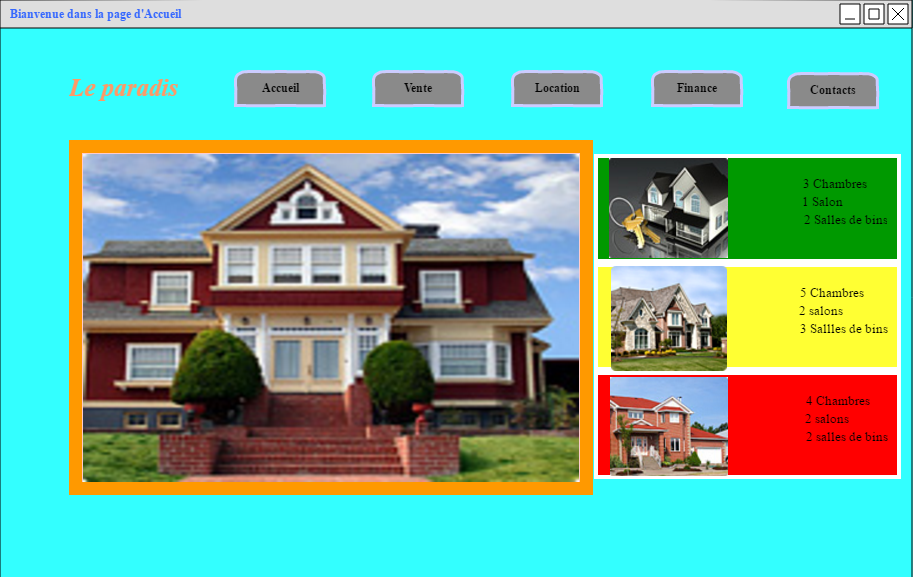 Bianvenue dans la page d'Accueil
Le paradis
Accueil
Vente
Location
Finance
Contacts
3 Chambres
1 Salon
2 Salles de bins
5 Chambres
2 salons
3 Sallles de bins
4 Chambres
2 salons
2 salles de bins